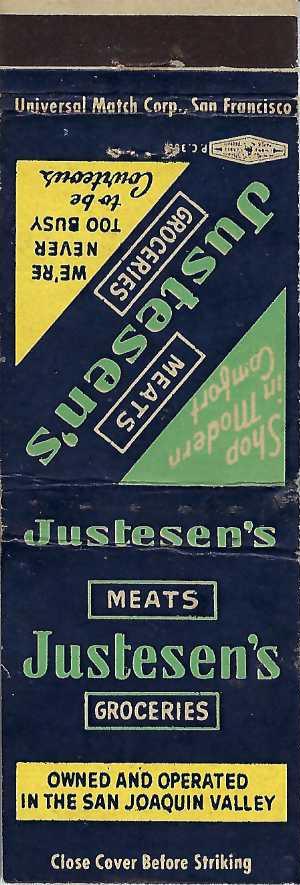 Universal Match Corp., San Francisco
WE'RE
NEVER
TOO BUSY
to be
Courteous
GROCERIES
Justesen's
MEATS
Shop
in Modern
Comfort
Justesen's
MEATS
Justesen's
GROCERIES
OWNED AND OPERATED
IN THE SAN JOAQUIN VALLEY
Close Cover Before Striking